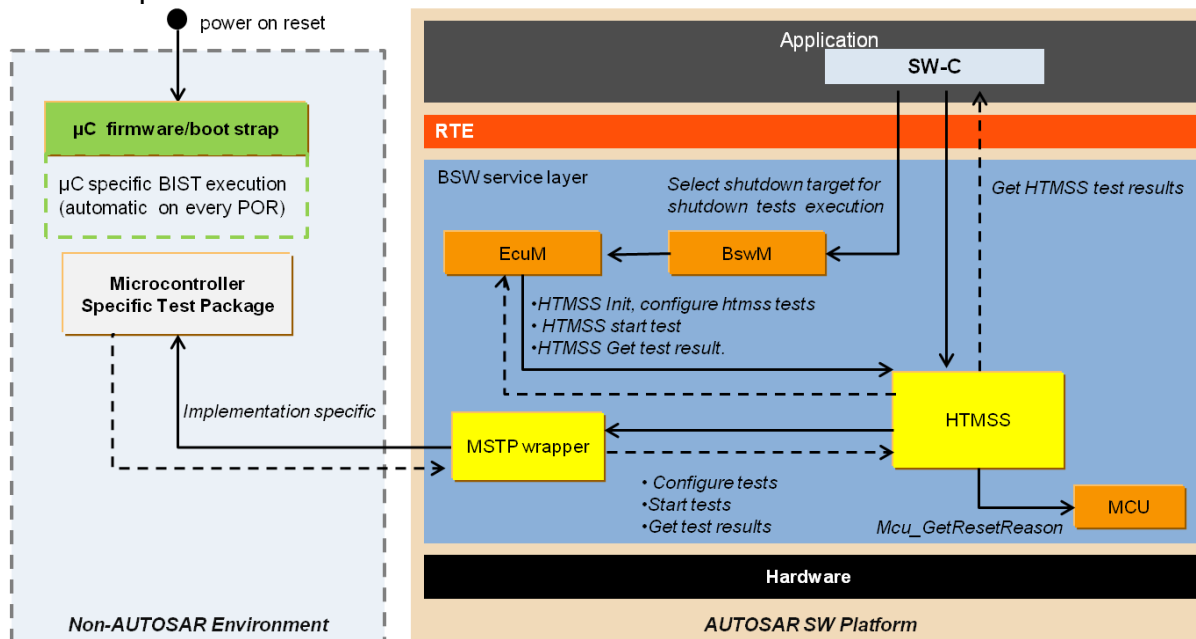 power on reset
µC firmware/boot strap
µC specific BIST execution
(automatic on every POR)
Microcontroller
Specific Test Package
Implementation specific
Non-AUTOSAR Environment
Application
SW-C
RTE
BSW service layer
Select shutdown target for
shutdown tests execution
Get HTMSS test results
EcuM
BswM
•HTMSS Init, configure htmss tests
• HTMSS start test
•HTMSS Get test result.
MSTP wrapper
HTMSS
• Configure tests
•Start tests
•Get test results
MCU
Mcu_GetResetReason
Hardware
AUTOSAR SW Platform